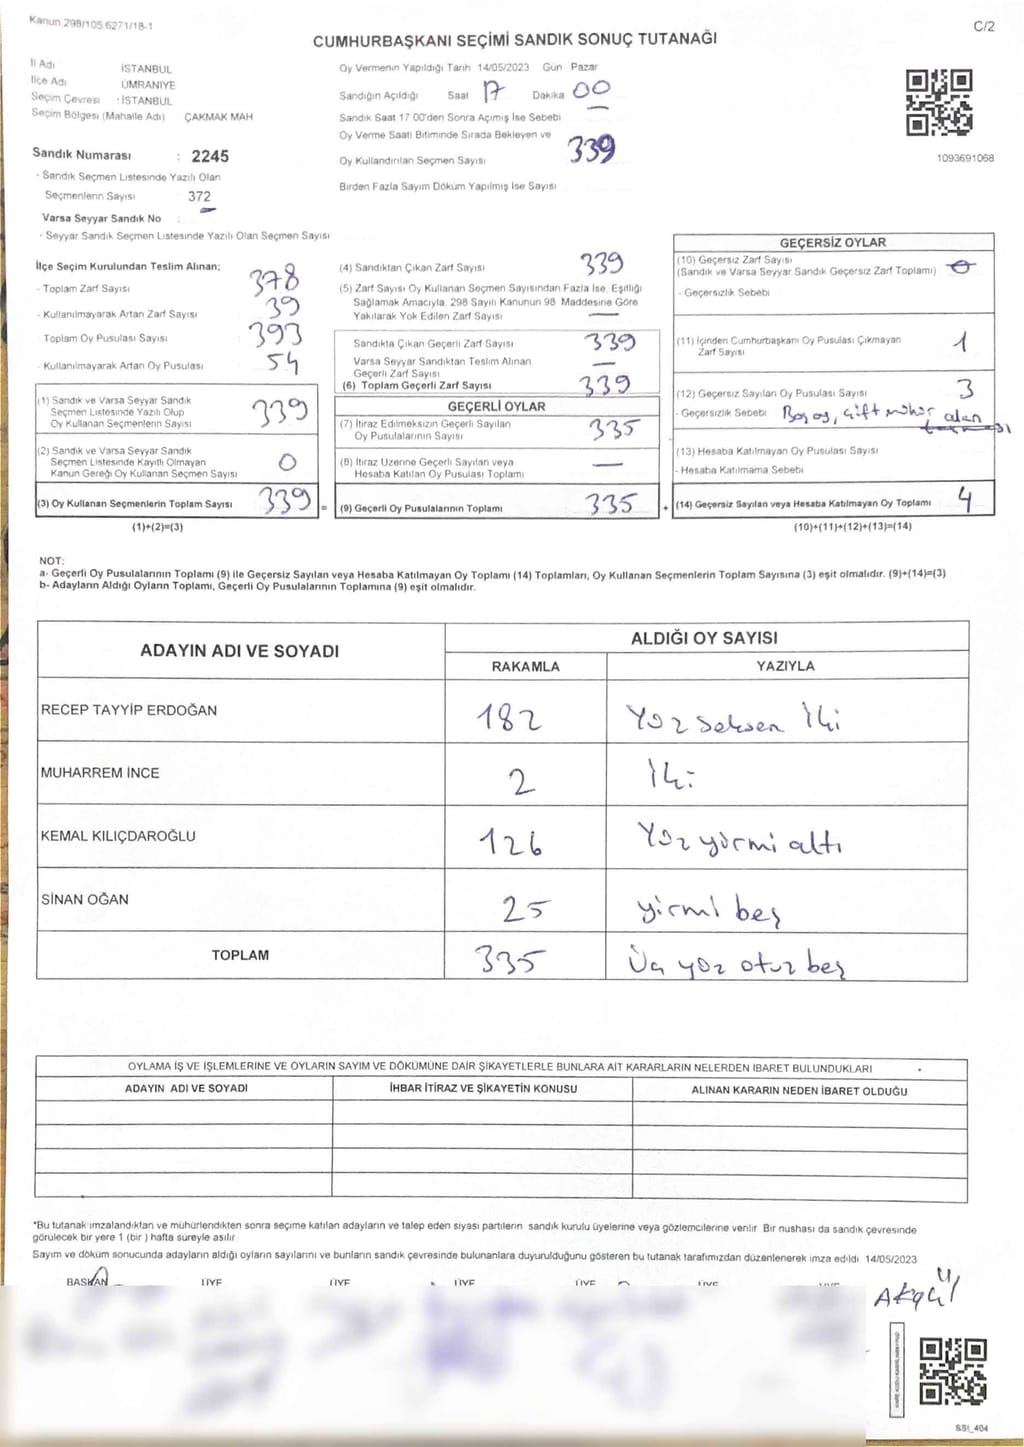 Kanun 298/105,6271/18-1
C/2
CUMHURBAŞKANI SEÇİMİ SANDIK SONUÇ TUTANAĞI
İl Adı İSTANBUL
İlçe Adı ÜMRANİYE
Seçim Çevresi : İSTANBUL
Seçim Bölgesi (Mahalle Adı) ÇAKMAK MAH
Sandık Numarası : 2245
- Sandık Seçmen Listesinde Yazılı Olan
Seçmenlerin Sayısı 372
Varsa Seyyar Sandık No :
- Seyyar Sandık Seçmen Listesinde Yazılı Olan Seçmen Sayısı
Oy Vermenin Yapıldığı Tarih 14/05/2023 Gün Pazar
Sandığın Açıldığı Saat 17 Dakika 00
Sandık Saat 17 00'den Sonra Açılmış İse Sebebi
Oy Verme Saati Bitiminde Sırada Bekleyen ve
Oy Kullandırılan Seçmen Sayısı 339
Birden Fazla Sayım Döküm Yapılmış İse Sayısı
1093691068
İlçe Seçim Kurulundan Teslim Alınan:
- Toplam Zarf Sayısı 378
- Kullanılmayarak Artan Zarf Sayısı 39
- Toplam Oy Pusulası Sayısı 393
- Kullanılmayarak Artan Oy Pusulası 54
(1) Sandık ve Varsa Seyyar Sandık
Seçmen Listesinde Yazılı Olup
Oy Kullanan Seçmenlerin Sayısı 339
(2) Sandık ve Varsa Seyyar Sandık
Seçmen Listesinde Kayıtlı Olmayan
Kanun Gereği Oy Kullanan Seçmen Sayısı 0
(3) Oy Kullanan Seçmenlerin Toplam Sayısı 339 =
(1)+(2)=(3)
(4) Sandıktan Çıkan Zarf Sayısı 339
(5) Zarf Sayısı Oy Kullanan Seçmen Sayısından Fazla İse, Eşitliği
Sağlamak Amacıyla, 298 Sayılı Kanunun 98 Maddesine Göre
Yakılarak Yok Edilen Zarf Sayısı —
Sandıkta Çıkan Geçerli Zarf Sayısı 339
Varsa Seyyar Sandıktan Teslim Alınan
Geçerli Zarf Sayısı —
(6) Toplam Geçerli Zarf Sayısı 339
GEÇERLİ OYLAR
(7) İtiraz Edilmeksizin Geçerli Sayılan
Oy Pusulalarının Sayısı 335
(8) İtiraz Üzerine Geçerli Sayılan veya
Hesaba Katılan Oy Pusulası Toplamı —
(9) Geçerli Oy Pusulalarının Toplamı 335 +
GEÇERSİZ OYLAR
(10) Geçersiz Zarf Sayısı
(Sandık ve Varsa Seyyar Sandık Geçersiz Zarf Toplamı) 0
- Geçersizlik Sebebi
(11) İçinden Cumhurbaşkanı Oy Pusulası Çıkmayan
Zarf Sayısı 1
(12) Geçersiz Sayılan Oy Pusulası Sayısı 3
- Geçersizlik Sebebi Boş oy, çift mühür alan
(13) Hesaba Katılmayan Oy Pusulası Sayısı
- Hesaba Katılmama Sebebi
(14) Geçersiz Sayılan veya Hesaba Katılmayan Oy Toplamı 4
(10)+(11)+(12)+(13)=(14)
NOT:
a- Geçerli Oy Pusulalarının Toplamı (9) ile Geçersiz Sayılan veya Hesaba Katılmayan Oy Toplamı (14) Toplamları, Oy Kullanan Seçmenlerin Toplam Sayısına (3) eşit olmalıdır. (9)+(14)=(3)
b- Adayların Aldığı Oyların Toplamı, Geçerli Oy Pusulalarının Toplamına (9) eşit olmalıdır.
ADAYIN ADI VE SOYADI
ALDIĞI OY SAYISI
RAKAMLA YAZIYLA
RECEP TAYYİP ERDOĞAN 182 Yüz seksen İki
MUHARREM İNCE 2 İki
KEMAL KILIÇDAROĞLU 126 Yüz yirmi altı
SİNAN OĞAN 25 yirmi beş
TOPLAM 335 Üç yüz otuz beş
OYLAMA İŞ VE İŞLEMLERİNE VE OYLARIN SAYIM VE DÖKÜMÜNE DAİR ŞİKAYETLERLE BUNLARA AİT KARARLARIN NELERDEN İBARET BULUNDUKLARI
ADAYIN ADI VE SOYADI İHBAR İTİRAZ VE ŞİKAYETİN KONUSU ALINAN KARARIN NEDEN İBARET OLDUĞU
*Bu tutanak imzalandıktan ve mühürlendikten sonra seçime katılan adayların ve talep eden siyasi partilerin sandık kurulu üyelerine veya gözlemcilerine verilir Bir nushası da sandık çevresinde
görülecek bir yere 1 (bir) hafta süreyle asılır
Sayım ve döküm sonucunda adayların aldığı oyların sayılarını ve bunların sandık çevresinde bulunanlara duyurulduğunu gösteren bu tutanak tarafımızdan düzenlenerek imza edildi 14/05/2023
BAŞKAN ÜYE ÜYE ÜYE ÜYE ÜYE
SSI_404